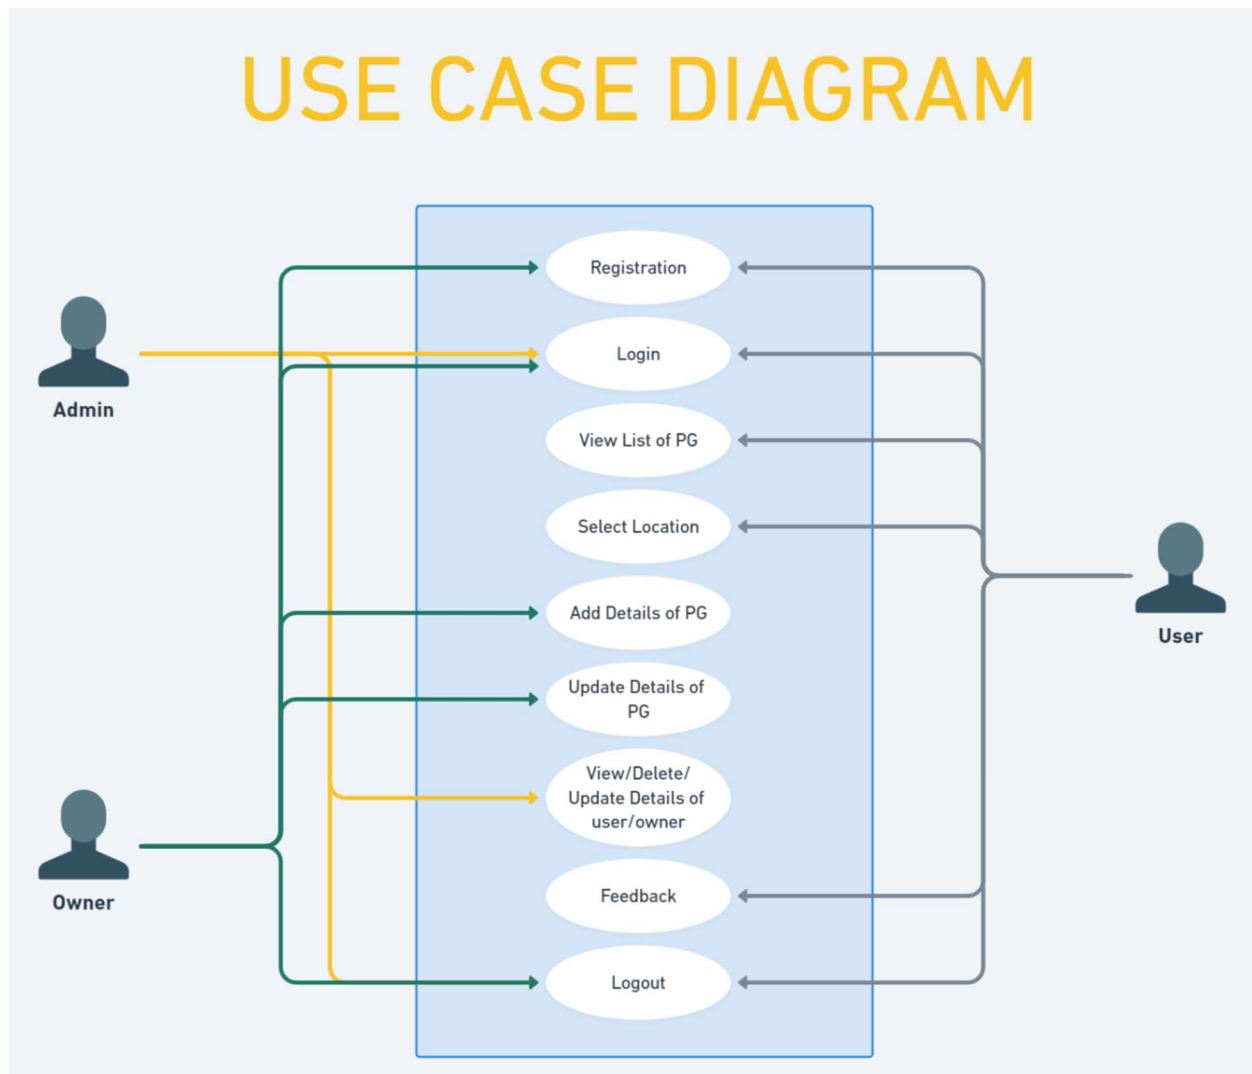 USE CASE DIAGRAM
Registration
Login
Admin
View List of PG
Select Location
Add Details of PG
User
Update Details of
PG
View/Delete/
Update Details of
user/owner
Owner
Feedback
Logout